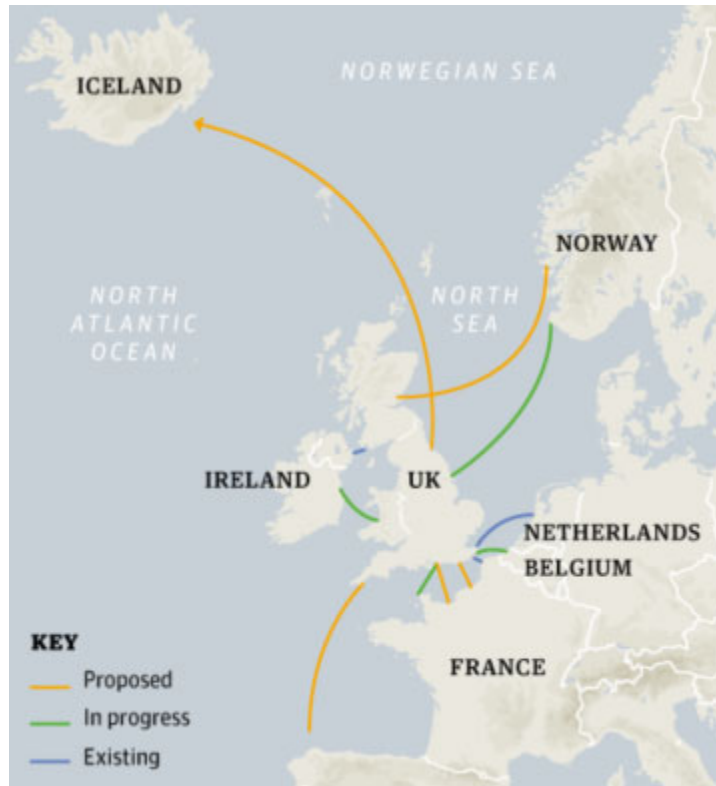 ICELAND
NORWEGIAN SEA
NORWAY
NORTH
ATLANTIC
OCEAN
NORTH
SEA
IRELAND
UK
NETHERLANDS
BELGIUM
FRANCE
KEY
Proposed
In progress
Existing